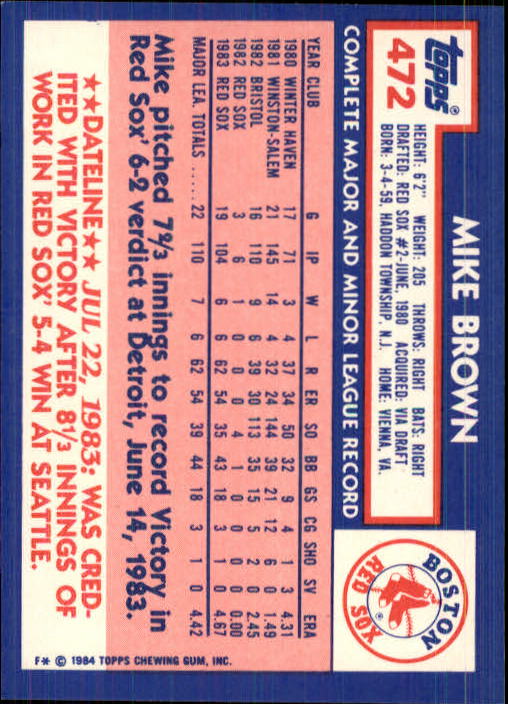 Topps®
472
MIKE BROWN
HEIGHT: 6'2" WEIGHT: 205 THROWS: RIGHT BATS: RIGHT
DRAFTED: RED SOX #2-JUNE, 1980 ACQUIRED: VIA DRAFT
BORN: 3-4-59, HADDON TOWNSHIP, N.J. HOME: VIENNA, VA.
BOSTON
RED SOX
COMPLETE MAJOR AND MINOR LEAGUE RECORD
YEAR CLUB G IP W L R ER SO BB GS CG SHO SV ERA
1980 WINTER HAVEN 17 71 3 4 37 34 50 32 9 4 1 3 4.31
1981 WINSTON-SALEM 21 145 14 4 32 24 144 39 21 12 6 0 1.49
1982 BRISTOL 16 110 9 6 39 30 113 35 15 5 2 0 2.45
1982 RED SOX 3 6 1 0 0 0 4 1 0 0 0 0 0.00
1983 RED SOX 19 104 6 6 62 54 35 43 18 3 1 0 4.67
MAJOR LEA. TOTALS ..... 22 110 7 6 62 54 39 44 18 3 1 0 4.42
Mike pitched 7⅔ innings to record Victory in
Red Sox' 6-2 verdict at Detroit, June 14, 1983.
★★DATELINE★★ JUL 22, 1983: WAS CRED-
ITED WITH VICTORY AFTER 8⅓ INNINGS OF
WORK IN RED SOX' 5-4 WIN AT SEATTLE.
F* © 1984 TOPPS CHEWING GUM, INC.